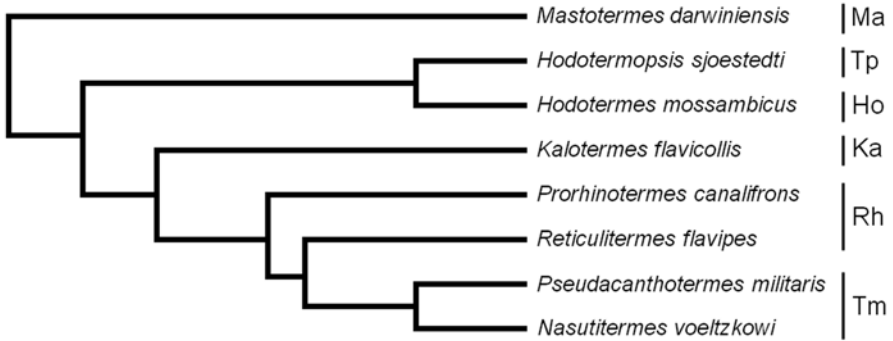 Mastotermes darwiniensis Ma
Hodotermopsis sjoestedti Tp
Hodotermes mossambicus Ho
Kalotermes flavicollis Ka
Prorhinotermes canalifrons
Rh
Reticulitermes flavipes
Pseudacanthotermes militaris
Tm
Nasutitermes voeltzkowi